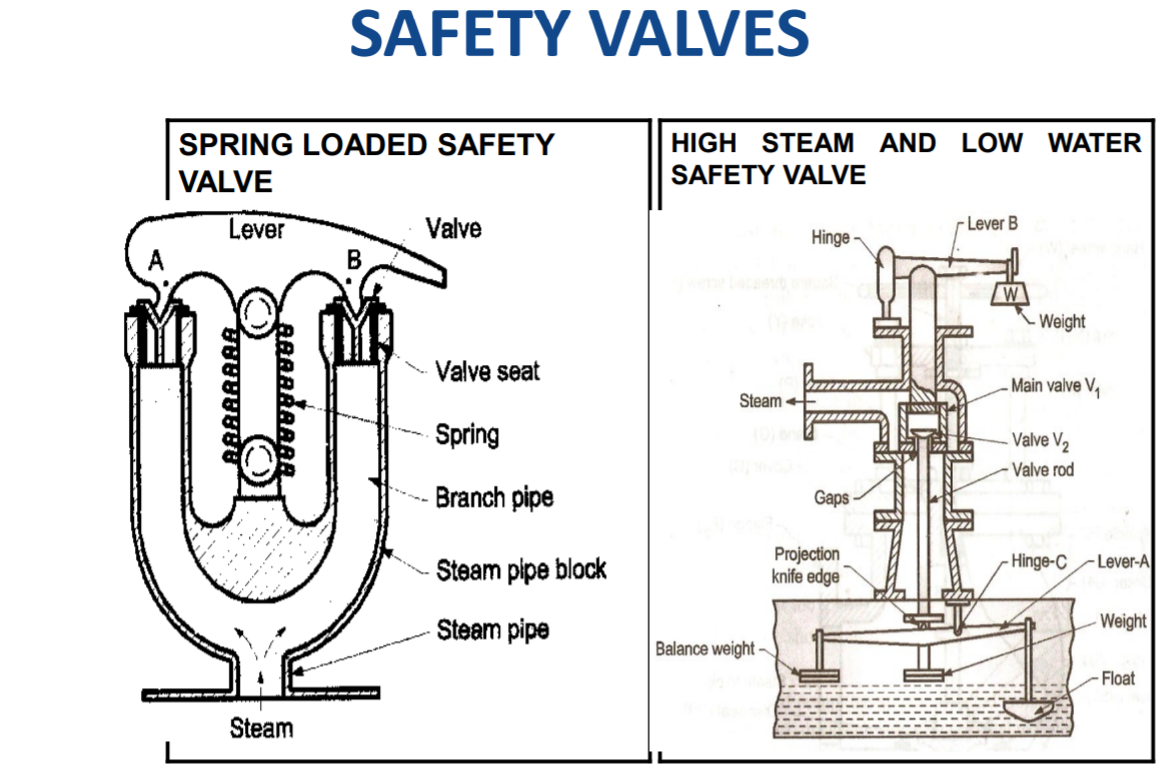 SAFETY VALVES
SPRING LOADED SAFETY
VALVE
Lever
Valve
A
B
Valve seat
Spring
Branch pipe
Steam pipe block
Steam pipe
Steam
HIGH STEAM AND LOW WATER
SAFETY VALVE
Lever B
Hinge
W
Weight
Main valve V1
Steam
Valve V2
Valve rod
Gaps
Projection
knife edge
Hinge-C
Lever-A
Weight
Balance weight
Float